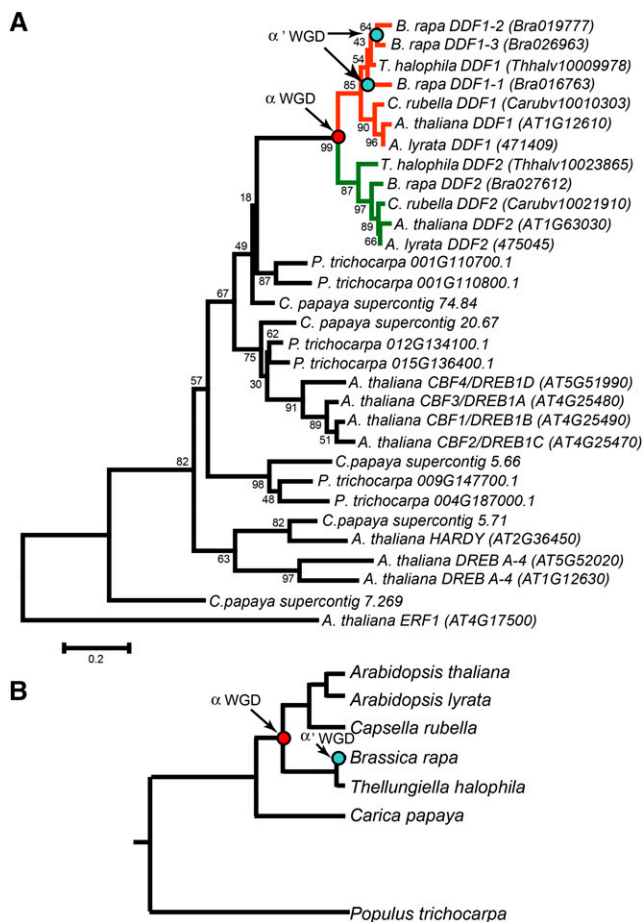 A
B. rapa DDF1-2 (Bra019777)
B. rapa DDF1-3 (Bra026963)
T. halophila DDF1 (Thhalv10009978)
B. rapa DDF1-1 (Bra016763)
C. rubella DDF1 (Carubv10010303)
A. thaliana DDF1 (AT1G12610)
A. lyrata DDF1 (471409)
T. halophila DDF2 (Thhalv10023865)
B. rapa DDF2 (Bra027612)
C. rubella DDF2 (Carubv10021910)
A. thaliana DDF2 (AT1G63030)
A. lyrata DDF2 (475045)
P. trichocarpa 001G110700.1
P. trichocarpa 001G110800.1
C. papaya supercontig 74.84
C. papaya supercontig 20.67
P. trichocarpa 012G134100.1
P. trichocarpa 015G136400.1
A. thaliana CBF4/DREB1D (AT5G51990)
A. thaliana CBF3/DREB1A (AT4G25480)
A. thaliana CBF1/DREB1B (AT4G25490)
A. thaliana CBF2/DREB1C (AT4G25470)
C.papaya supercontig 5.66
P. trichocarpa 009G147700.1
P. trichocarpa 004G187000.1
C.papaya supercontig 5.71
A. thaliana HARDY (AT2G36450)
A. thaliana DREB A-4 (AT5G52020)
A. thaliana DREB A-4 (AT1G12630)
C.papaya supercontig 7.269
A. thaliana ERF1 (AT4G17500)
α' WGD
α WGD
64
43
54
85
90
96
99
87
97
89
66
18
49
87
67
62
75
30
91
89
51
57
98
48
82
82
63
97
0.2
B
α WGD
α' WGD
Arabidopsis thaliana
Arabidopsis lyrata
Capsella rubella
Brassica rapa
Thellungiella halophila
Carica papaya
Populus trichocarpa